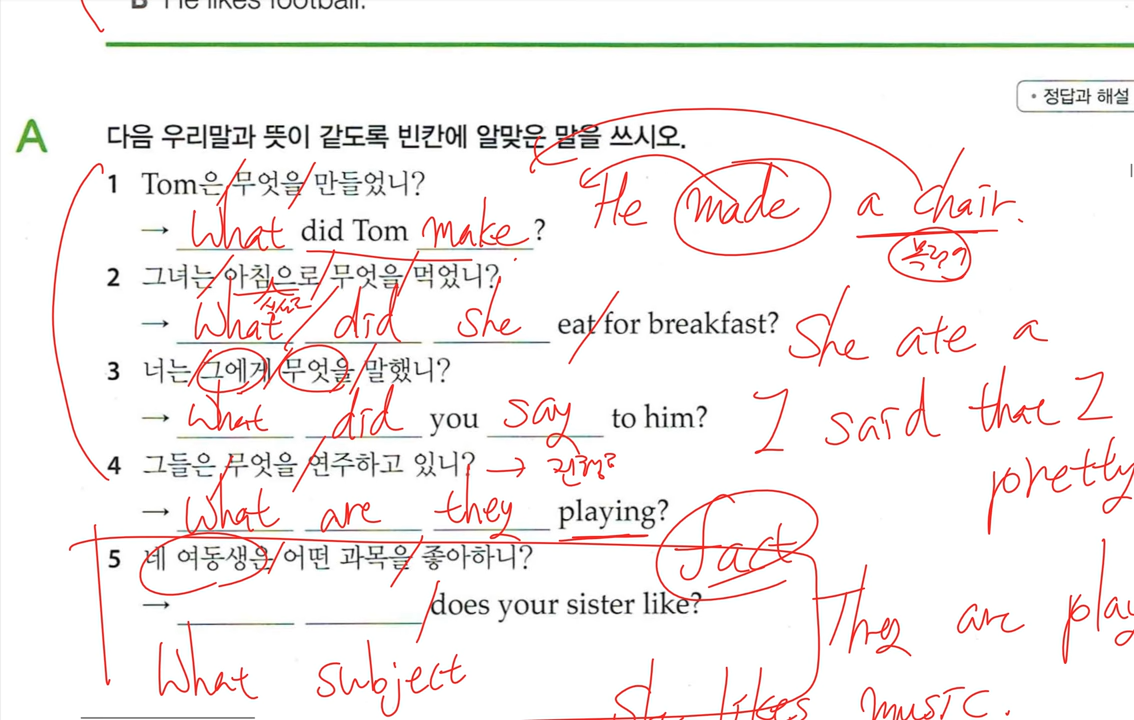 B He likes football.
• 정답과 해설
A 다음 우리말과 뜻이 같도록 빈칸에 알맞은 말을 쓰시오.
1 Tom은 무엇을 만들었니?
→ What did Tom make?
He made a chair.
목적어
2 그녀는 아침으로 무엇을 먹었니?
→ What did she eat for breakfast?
She ate a
3 너는 그에게 무엇을 말했니?
→ what did you say to him?
I said that I
pretty
4 그들은 무엇을 연주하고 있니? →
→ What are they playing?
fact
5 네 여동생은 어떤 과목을 좋아하니?
→ does your sister like?
They are play
What subject
She likes music.